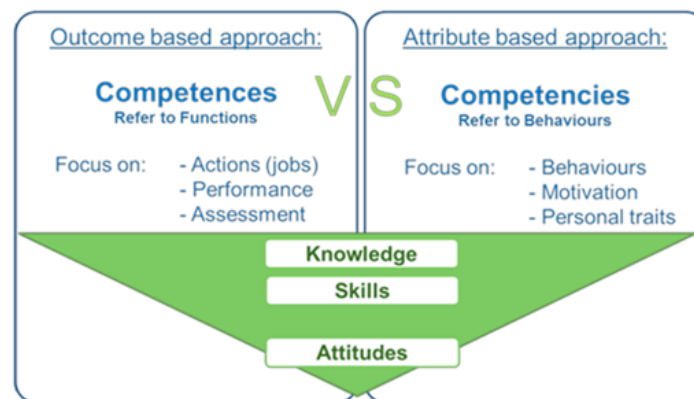 Outcome based approach:
Competences
Refer to Functions
Focus on: - Actions (jobs)
- Performance
- Assessment
VS
Attribute based approach:
Competencies
Refer to Behaviours
Focus on: - Behaviours
- Motivation
- Personal traits
Knowledge
Skills
Attitudes